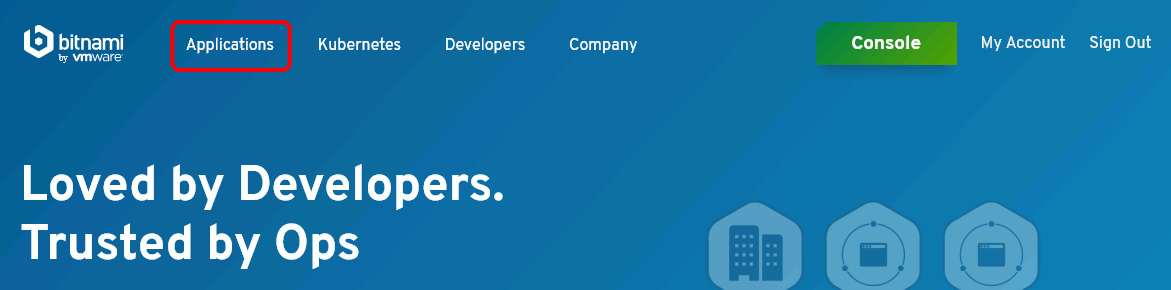 bitnami
by vmware
Applications
Kubernetes
Developers
Company
Console
My Account
Sign Out
Loved by Developers.
Trusted by Ops